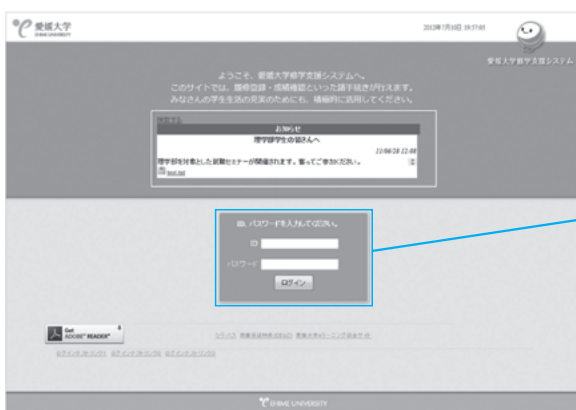 愛媛大学
EHIME UNIVERSITY
2012年7月10日 19:37:05
愛媛大学修学支援システム
ようこそ、愛媛大学修学支援システムへ。
このサイトでは、履修登録・成績確認といった諸手続きが行えます。
みなさんの学生生活の充実のためにも、積極的に活用してください。
お知らせ
理学部学生の皆さんへ
11/06/28 12:08
理学部を対象とした就職セミナーが開催されます。奮ってご参加ください。
test.txt
ID、パスワードを入力してください。
ID
パスワード
ログイン
Get
ADOBE® READER®
EHIME UNIVERSITY